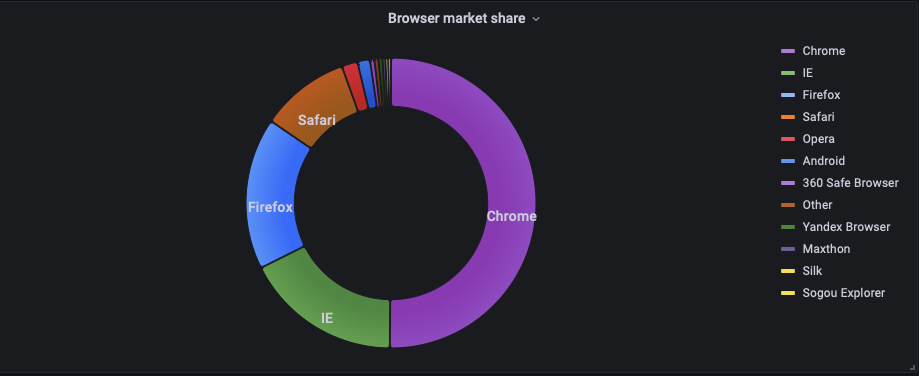 Browser market share
Chrome
IE
Firefox
Safari
Opera
Android
360 Safe Browser
Other
Yandex Browser
Maxthon
Silk
Sogou Explorer
Safari
Firefox
Chrome
IE